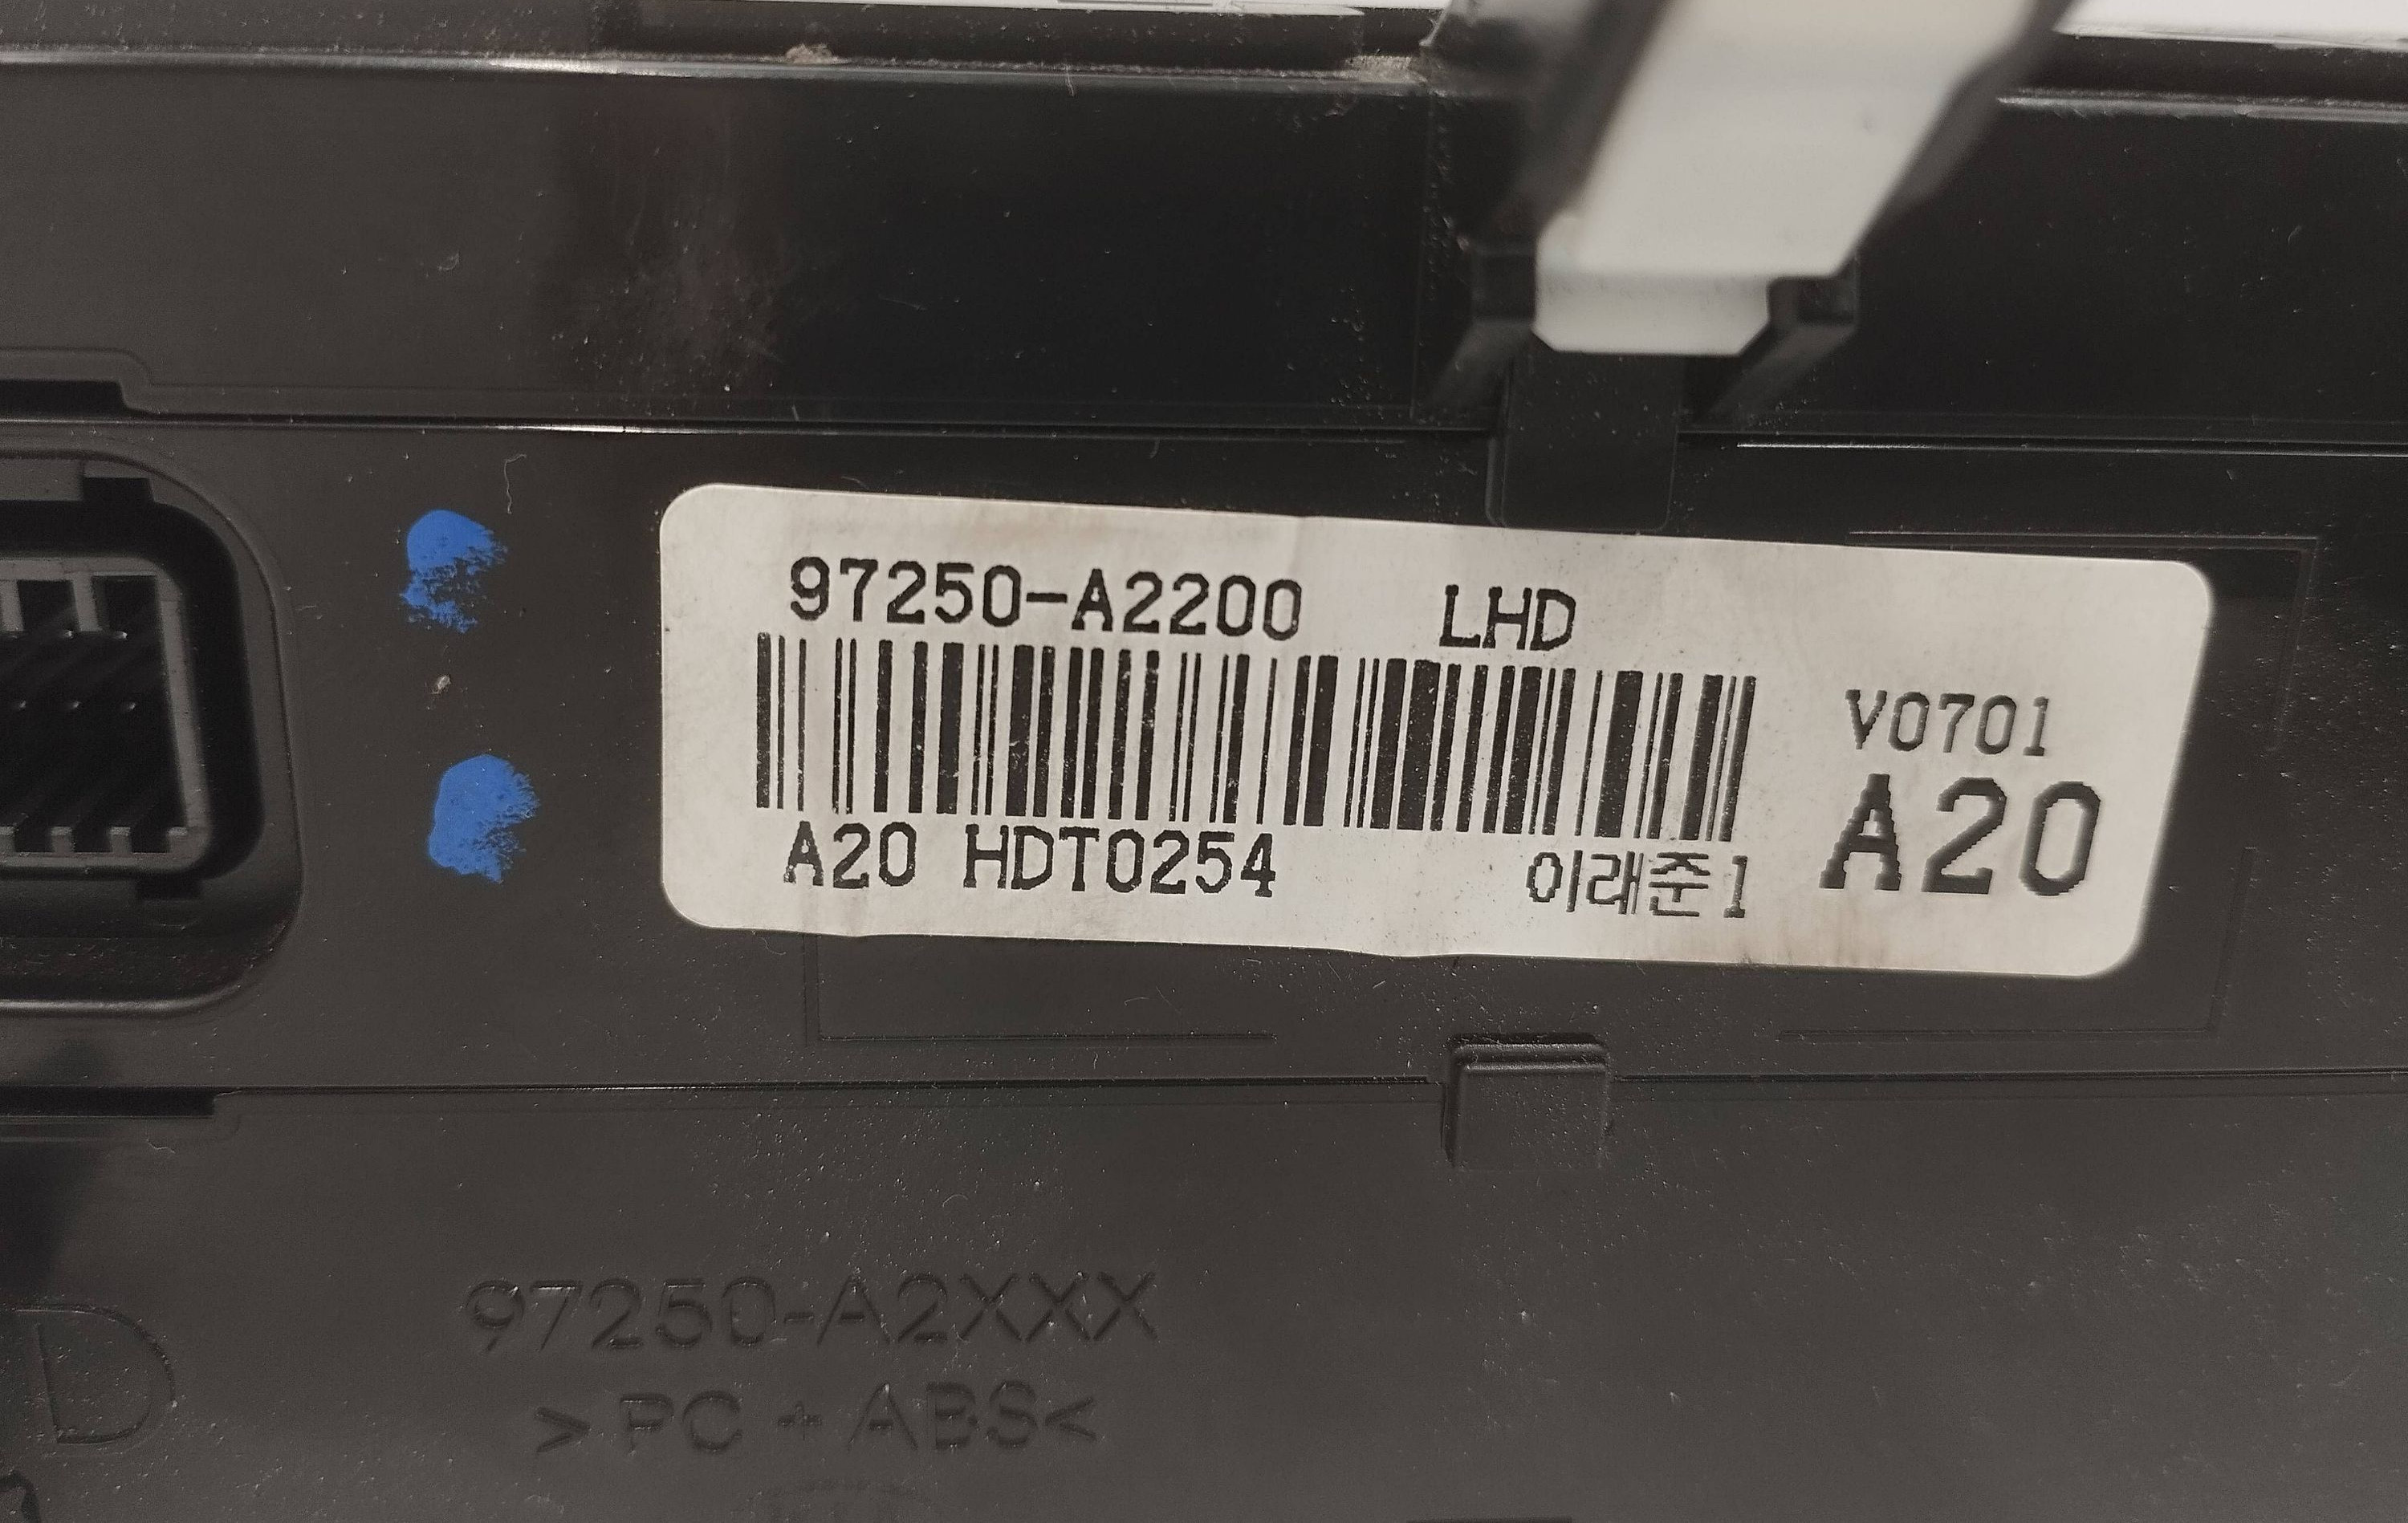 97250-A2200 LHD
V0701
A20
A20 HDT0254 이래준1
97250-A2XXX
>PC+ABS<
D